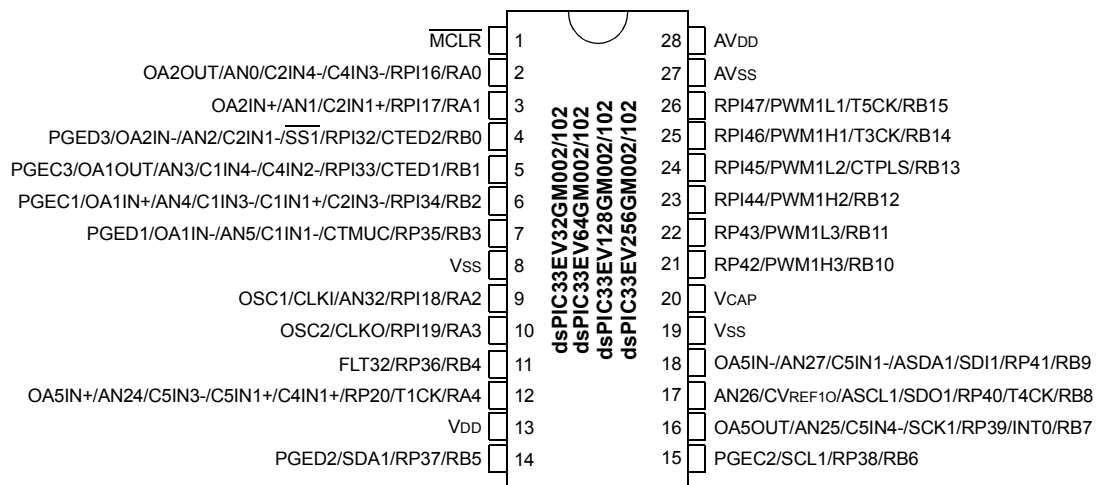 MCLR 1
OA2OUT/AN0/C2IN4-/C4IN3-/RPI16/RA0 2
OA2IN+/AN1/C2IN1+/RPI17/RA1 3
PGED3/OA2IN-/AN2/C2IN1-/SS1/RPI32/CTED2/RB0 4
PGEC3/OA1OUT/AN3/C1IN4-/C4IN2-/RPI33/CTED1/RB1 5
PGEC1/OA1IN+/AN4/C1IN3-/C1IN1+/C2IN3-/RPI34/RB2 6
PGED1/OA1IN-/AN5/C1IN1-/CTMUC/RP35/RB3 7
VSS 8
OSC1/CLKI/AN32/RPI18/RA2 9
OSC2/CLKO/RPI19/RA3 10
FLT32/RP36/RB4 11
OA5IN+/AN24/C5IN3-/C5IN1+/C4IN1+/RP20/T1CK/RA4 12
VDD 13
PGED2/SDA1/RP37/RB5 14
dsPIC33EV32GM002/102
dsPIC33EV64GM002/102
dsPIC33EV128GM002/102
dsPIC33EV256GM002/102
28 AVDD
27 AVSS
26 RPI47/PWM1L1/T5CK/RB15
25 RPI46/PWM1H1/T3CK/RB14
24 RPI45/PWM1L2/CTPLS/RB13
23 RPI44/PWM1H2/RB12
22 RP43/PWM1L3/RB11
21 RP42/PWM1H3/RB10
20 VCAP
19 VSS
18 OA5IN-/AN27/C5IN1-/ASDA1/SDI1/RP41/RB9
17 AN26/CVREF1O/ASCL1/SDO1/RP40/T4CK/RB8
16 OA5OUT/AN25/C5IN4-/SCK1/RP39/INT0/RB7
15 PGEC2/SCL1/RP38/RB6